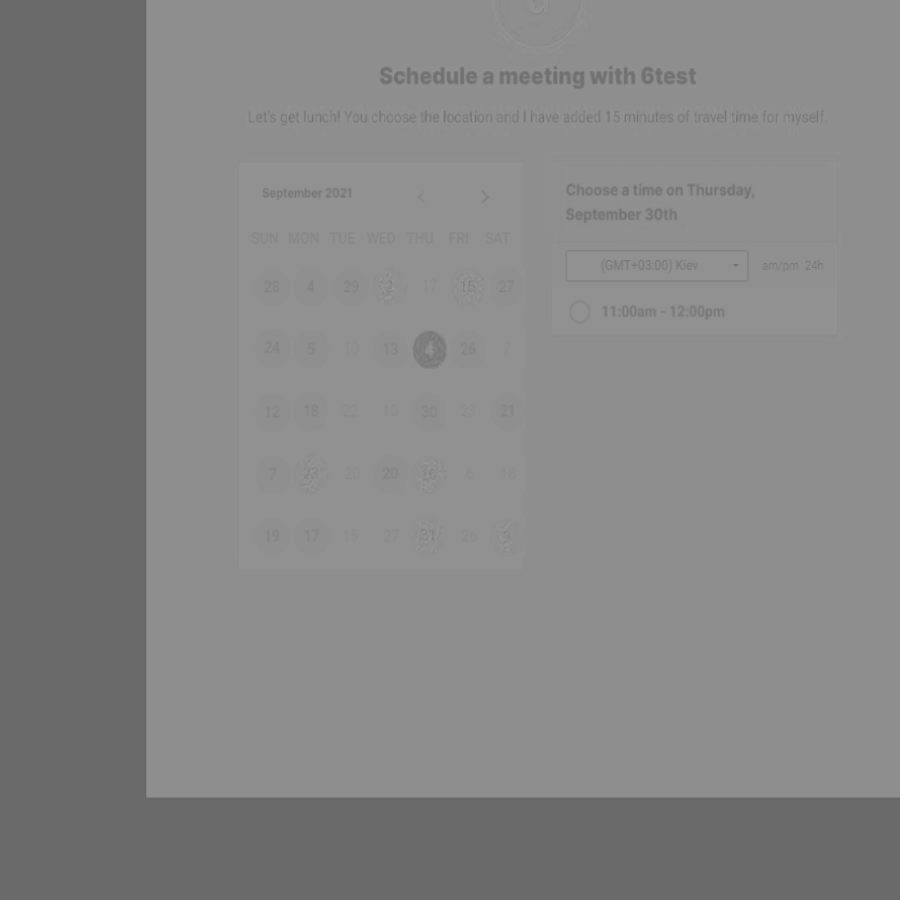 Schedule a meeting with 6test
Let's get lunch! You choose the location and I have added 15 minutes of travel time for myself.
September 2021
SUN MON TUE WED THU FRI SAT
28 4 29 2 17 15 27
24 5 10 13 4 26 7
12 18 22 19 30 23 21
7 23 20 20 16 6 18
19 17 15 27 31 28 9
Choose a time on Thursday,
September 30th
(GMT+03:00) Kiev am/pm 24h
11:00am - 12:00pm